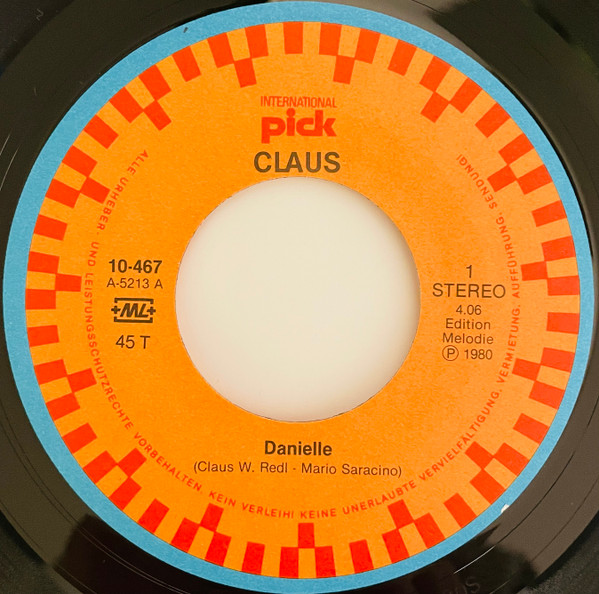 INTERNATIONAL
pick
CLAUS
10-467
A-5213 A
+ML+
45 T
1
STEREO
4.06
Edition
Melodie
Ⓟ 1980
Danielle
(Claus W. Redl - Mario Saracino)
ALLE URHEBER- UND LEISTUNGSSCHUTZRECHTE VORBEHALTEN. KEIN VERLEIH! KEINE UNERLAUBTE VERVIELFÄLTIGUNG, VERMIETUNG, AUFFÜHRUNG, SENDUNG!